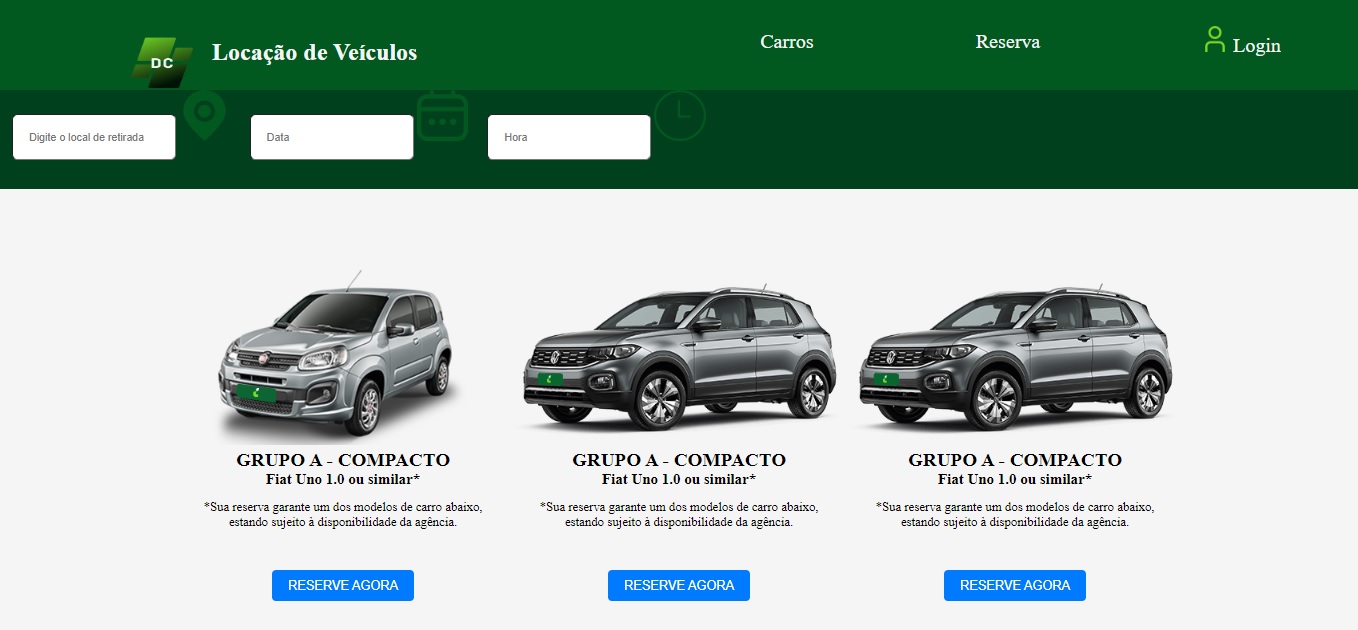 DC
Locação de Veículos
Carros
Reserva
Login
Digite o local de retirada
Data
Hora
GRUPO A - COMPACTO
Fiat Uno 1.0 ou similar*
*Sua reserva garante um dos modelos de carro abaixo,
estando sujeito à disponibilidade da agência.
RESERVE AGORA
GRUPO A - COMPACTO
Fiat Uno 1.0 ou similar*
*Sua reserva garante um dos modelos de carro abaixo,
estando sujeito à disponibilidade da agência.
RESERVE AGORA
GRUPO A - COMPACTO
Fiat Uno 1.0 ou similar*
*Sua reserva garante um dos modelos de carro abaixo,
estando sujeito à disponibilidade da agência.
RESERVE AGORA